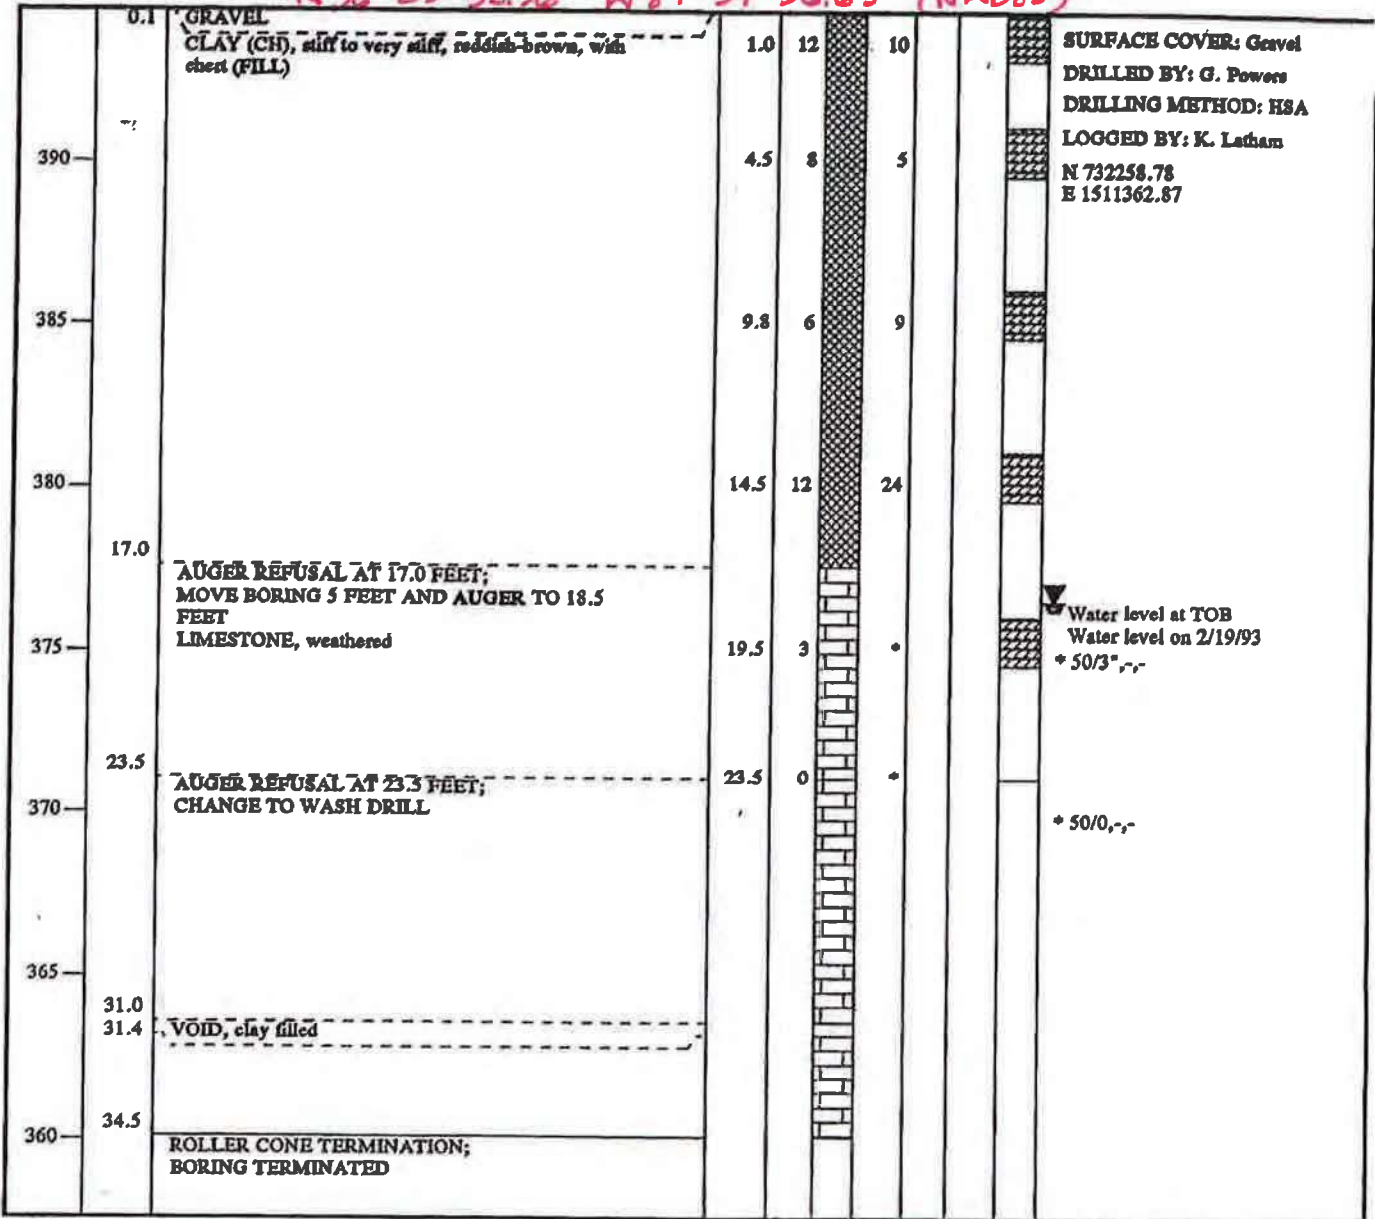 0.1 GRAVEL
CLAY (CH), stiff to very stiff, reddish-brown, with 1.0 12 10
chert (FILL)
SURFACE COVER: Gravel
DRILLED BY: G. Powers
DRILLING METHOD: HSA
LOGGED BY: K. Latham
390 4.5 8 5
N 732258.78
E 1511362.87
385 9.8 6 9
380 14.5 12 24
17.0
AUGER REFUSAL AT 17.0 FEET;
MOVE BORING 5 FEET AND AUGER TO 18.5
FEET
LIMESTONE, weathered
Water level at TOB
Water level on 2/19/93
375 19.5 3 *
* 50/3",-,-
23.5
AUGER REFUSAL AT 23.5 FEET; 23.5 0 *
CHANGE TO WASH DRILL
370
* 50/0,-,-
365
31.0
31.4 VOID, clay filled
34.5
360
ROLLER CONE TERMINATION;
BORING TERMINATED